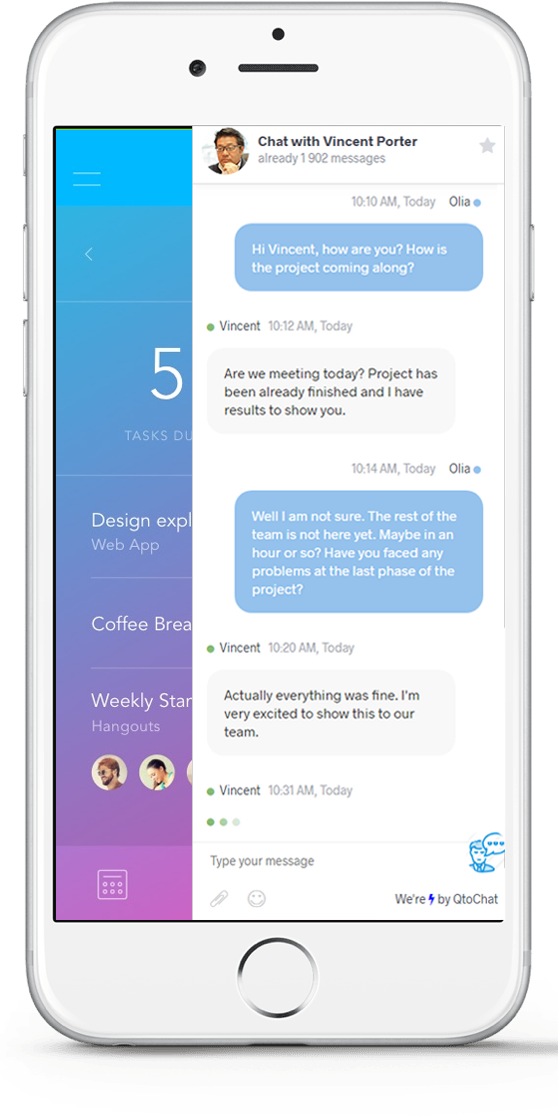 Chat with Vincent Porter
already 1 902 messages
10:10 AM, Today Olia
Hi Vincent, how are you? How is
the project coming along?
Vincent 10:12 AM, Today
Are we meeting today? Project has
been already finished and I have
results to show you.
10:14 AM, Today Olia
Well I am not sure. The rest of the
team is not here yet. Maybe in an
hour or so? Have you faced any
problems at the last phase of the
project?
Vincent 10:20 AM, Today
Actually everything was fine. I'm
very excited to show this to our
team.
Vincent 10:31 AM, Today
Type your message
We're by QtoChat
5
TASKS DU
Design expl
Web App
Coffee Brea
Weekly Star
Hangouts